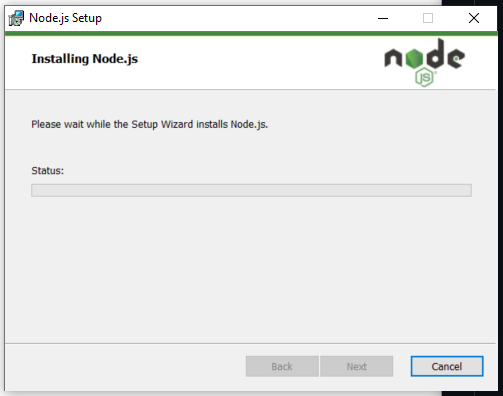 Node.js Setup
Installing Node.js
node
JS
Please wait while the Setup Wizard installs Node.js.
Status:
Back
Next
Cancel